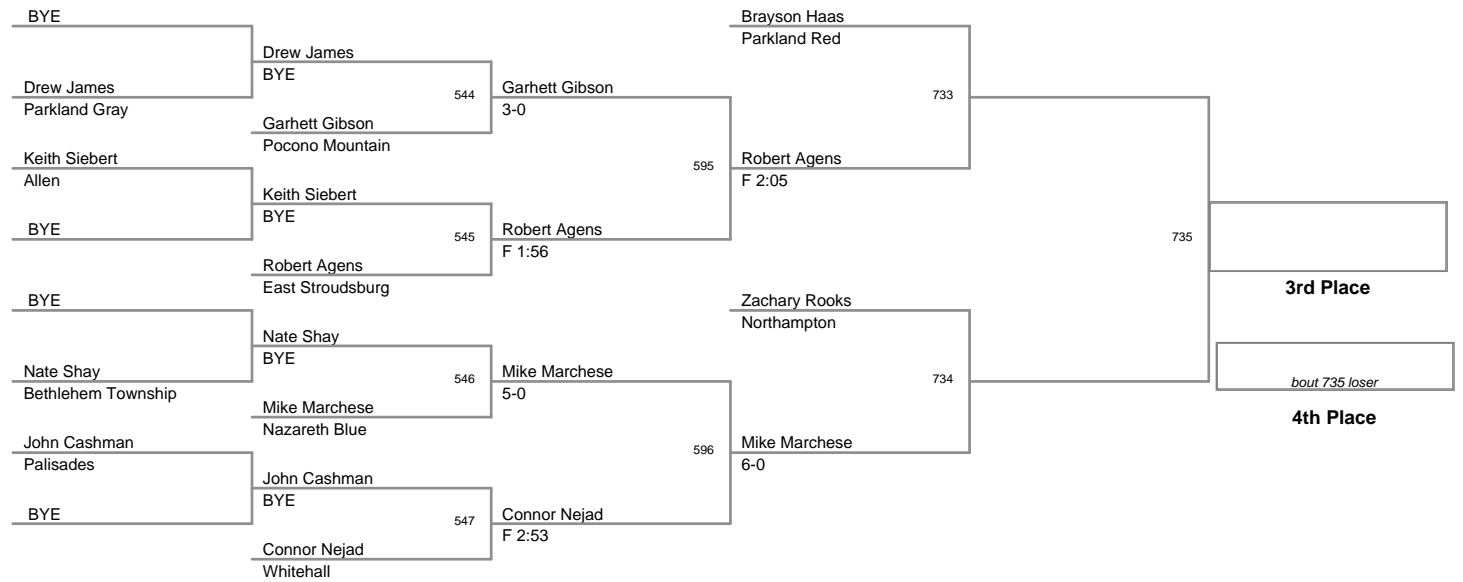 BYE
Drew James
Parkland Gray
Keith Siebert
Allen
BYE
BYE
Nate Shay
Bethlehem Township
John Cashman
Palisades
BYE
Drew James
BYE
544
Garhett Gibson
Pocono Mountain
Keith Siebert
BYE
545
Robert Agens
East Stroudsburg
Nate Shay
BYE
546
Mike Marchese
Nazareth Blue
John Cashman
BYE
547
Connor Nejad
Whitehall
Garhett Gibson
3-0
595
Robert Agens
F 1:56
Mike Marchese
5-0
596
Connor Nejad
F 2:53
Brayson Haas
Parkland Red
733
Robert Agens
F 2:05
Zachary Rooks
Northampton
734
Mike Marchese
6-0
735
3rd Place
bout 735 loser
4th Place